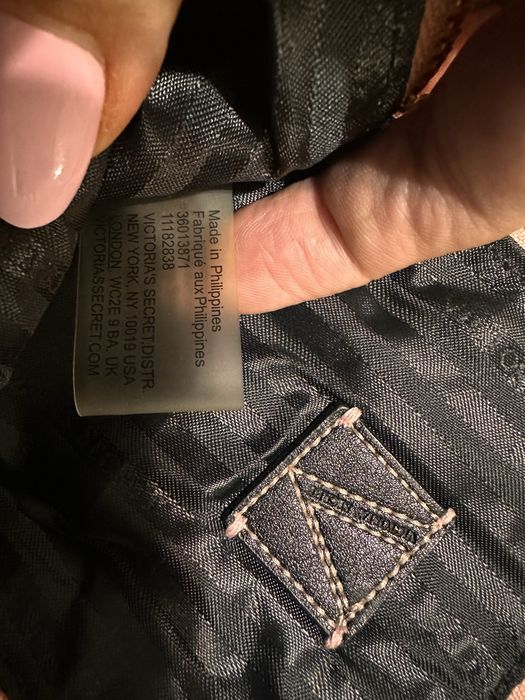 Made in Philippines
Fabriqué aux Philippines
36013971
11182838
VICTORIA'S SECRET DISTR.
NEW YORK, NY 10019 USA
LONDON, WC2E 9 BA, UK
VICTORIASSECRET.COM